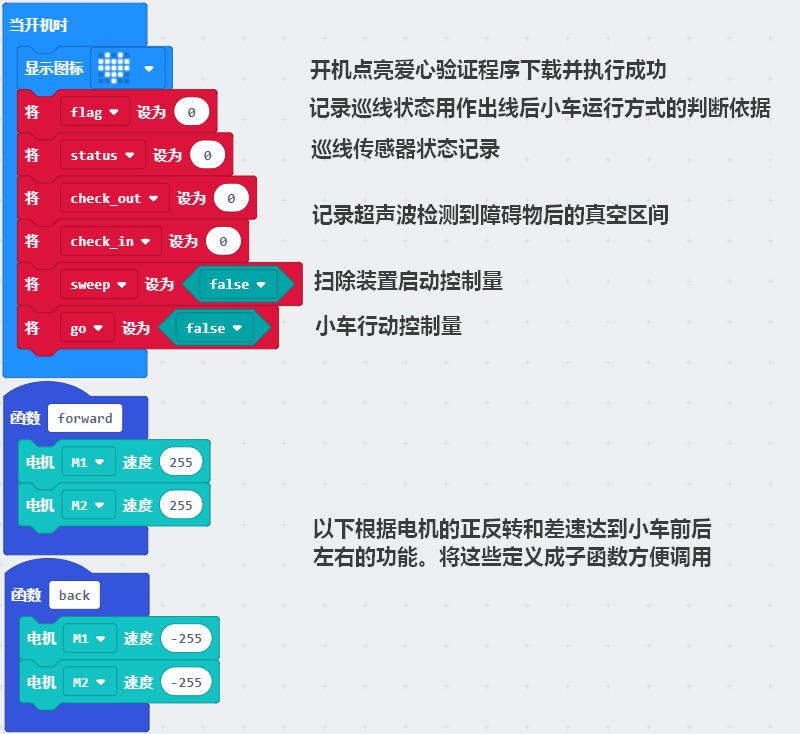 当开机时
显示图标
开机点亮爱心验证程序下载并执行成功
将 flag 设为 0
记录巡线状态用作出线后小车运行方式的判断依据
将 status 设为 0
巡线传感器状态记录
将 check_out 设为 0
记录超声波检测到障碍物后的真空区间
将 check_in 设为 0
将 sweep 设为 false
扫除装置启动控制量
将 go 设为 false
小车行动控制量
函数 forward
电机 M1 速度 255
电机 M2 速度 255
以下根据电机的正反转和差速达到小车前后
左右的功能。将这些定义成子函数方便调用
函数 back
电机 M1 速度 -255
电机 M2 速度 -255